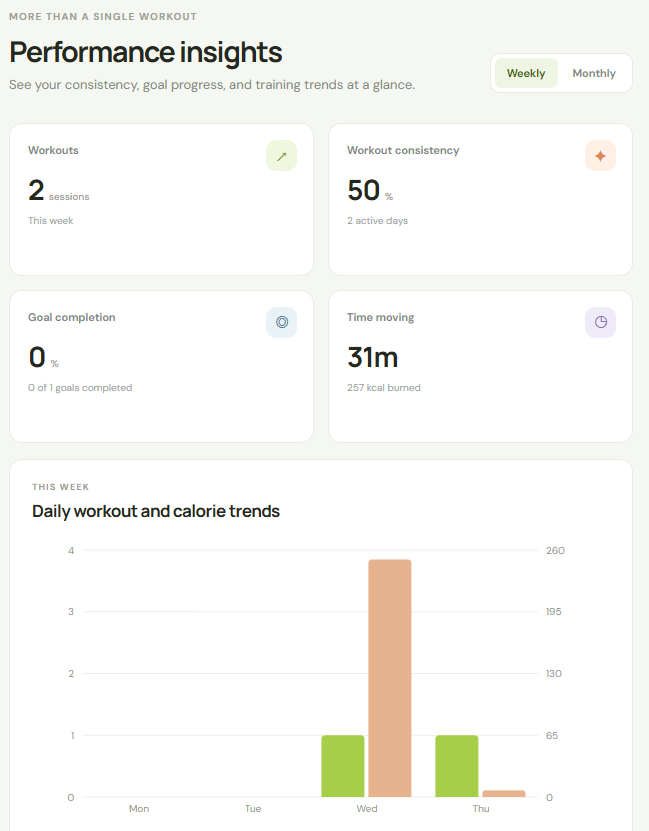 MORE THAN A SINGLE WORKOUT
Performance insights
See your consistency, goal progress, and training trends at a glance.
Weekly Monthly
Workouts
2 sessions
This week
Workout consistency
50 %
2 active days
Goal completion
0 %
0 of 1 goals completed
Time moving
31m
257 kcal burned
THIS WEEK
Daily workout and calorie trends
4 260
3 195
2 130
1 65
0 0
Mon Tue Wed Thu